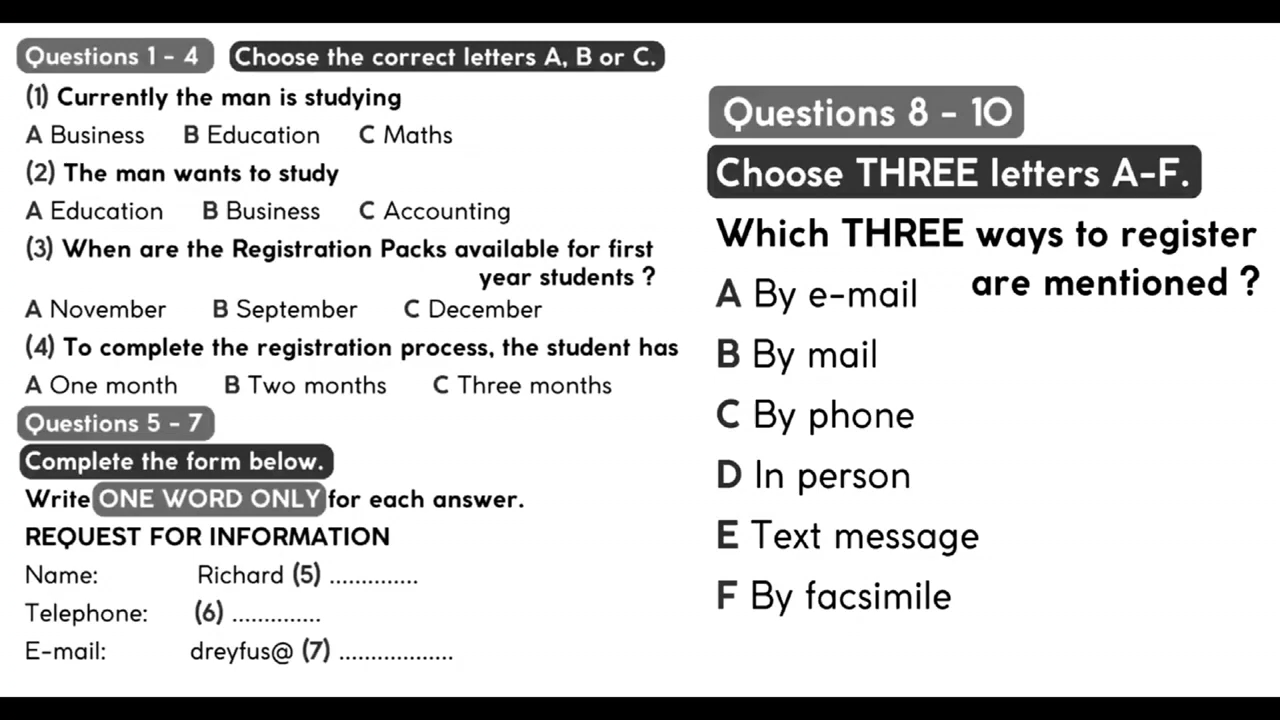 Questions 1 - 4 Choose the correct letters A, B or C.
(1) Currently the man is studying
A Business B Education C Maths
(2) The man wants to study
A Education B Business C Accounting
(3) When are the Registration Packs available for first
year students ?
A November B September C December
(4) To complete the registration process, the student has
A One month B Two months C Three months
Questions 5 - 7
Complete the form below.
Write ONE WORD ONLY for each answer.
REQUEST FOR INFORMATION
Name: Richard (5) .............
Telephone: (6) .............
E-mail: dreyfus@ (7) .................
Questions 8 - 10
Choose THREE letters A-F.
Which THREE ways to register
are mentioned ?
A By e-mail
B By mail
C By phone
D In person
E Text message
F By facsimile